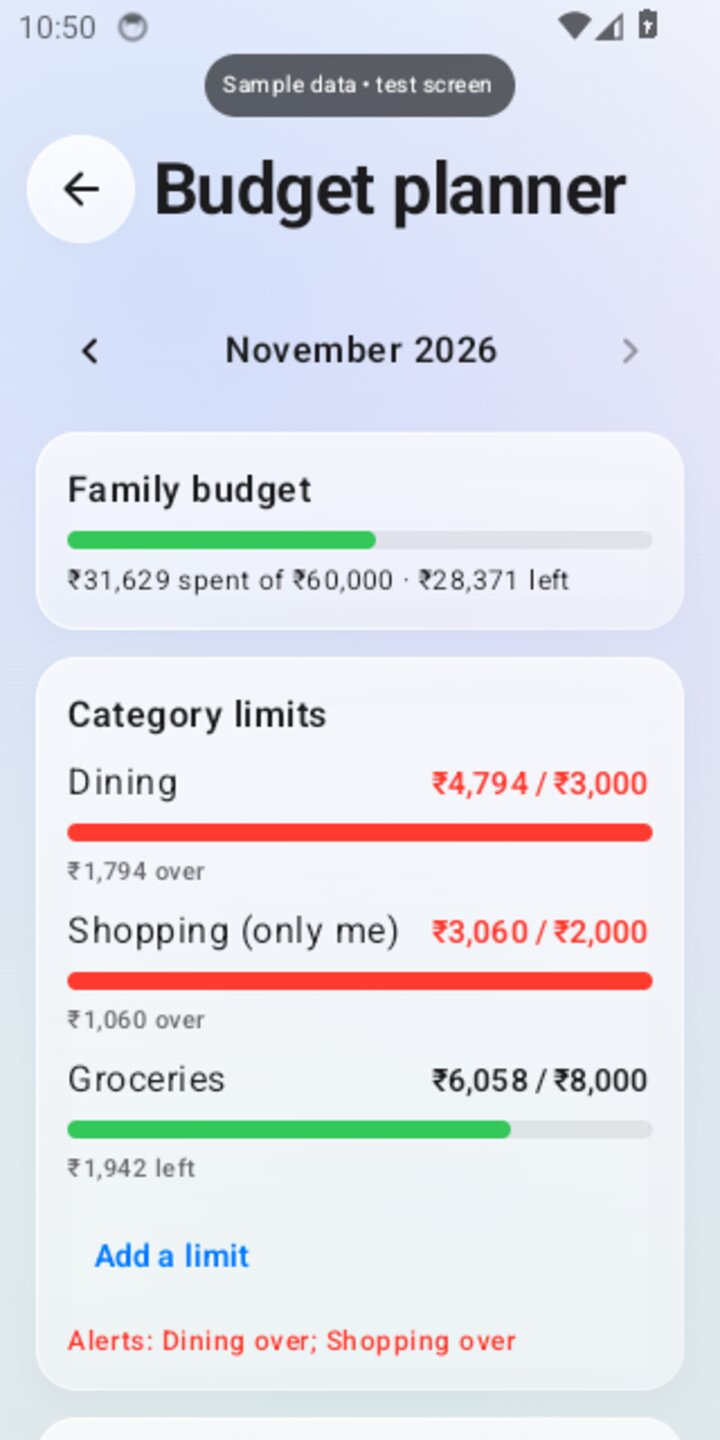 10:50
Sample data • test screen
Budget planner
November 2026
Family budget
₹31,629 spent of ₹60,000 · ₹28,371 left
Category limits
Dining ₹4,794 / ₹3,000
₹1,794 over
Shopping (only me) ₹3,060 / ₹2,000
₹1,060 over
Groceries ₹6,058 / ₹8,000
₹1,942 left
Add a limit
Alerts: Dining over; Shopping over